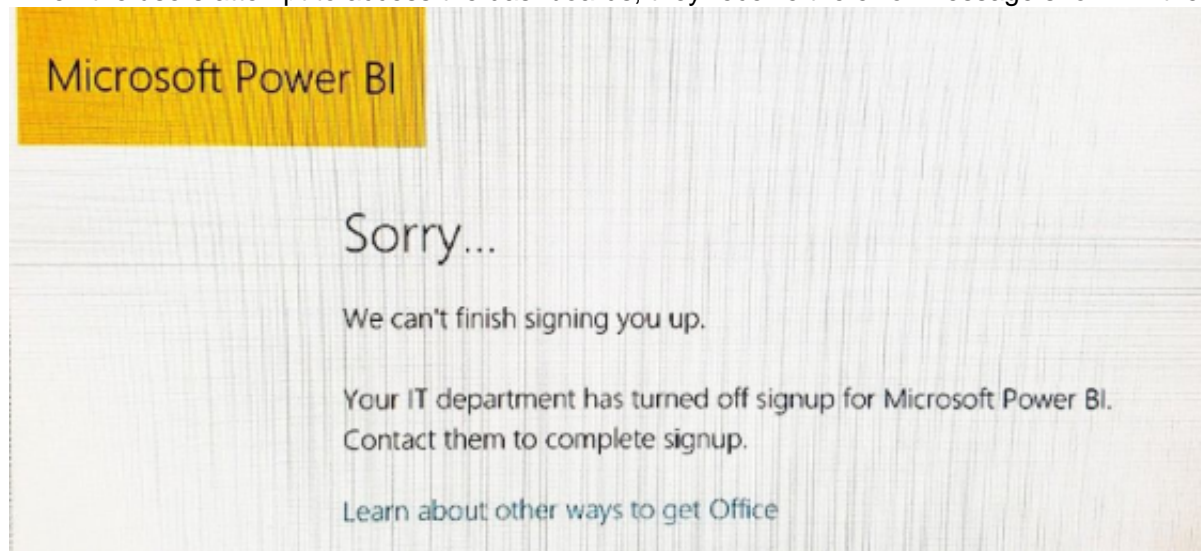 Microsoft Power BI
Sorry...
We can't finish signing you up.
Your IT department has turned off signup for Microsoft Power BI.
Contact them to complete signup.
Learn about other ways to get Office